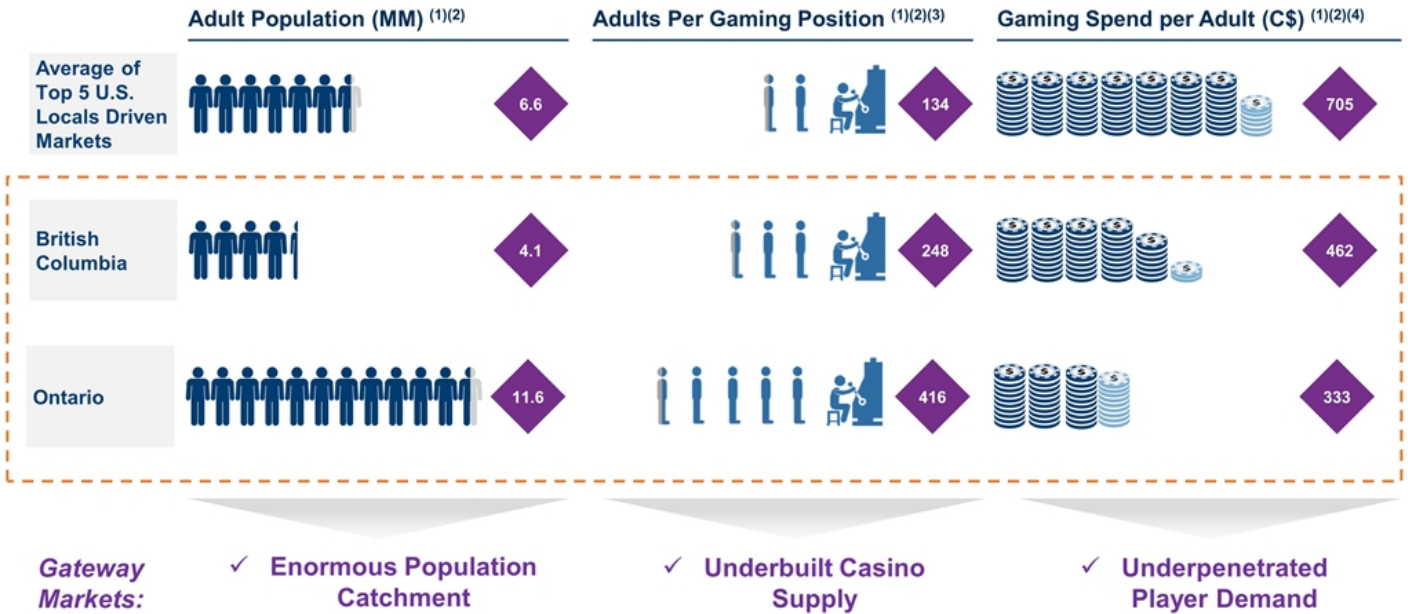 Adult Population (MM) (1)(2)
Adults Per Gaming Position (1)(2)(3)
Gaming Spend per Adult (C$) (1)(2)(4)
Average of
Top 5 U.S.
Locals Driven
Markets
6.6
134
705
British
Columbia
4.1
248
462
Ontario
11.6
416
333
Gateway
Markets:
✓ Enormous Population
Catchment
✓ Underbuilt Casino
Supply
✓ Underpenetrated
Player Demand